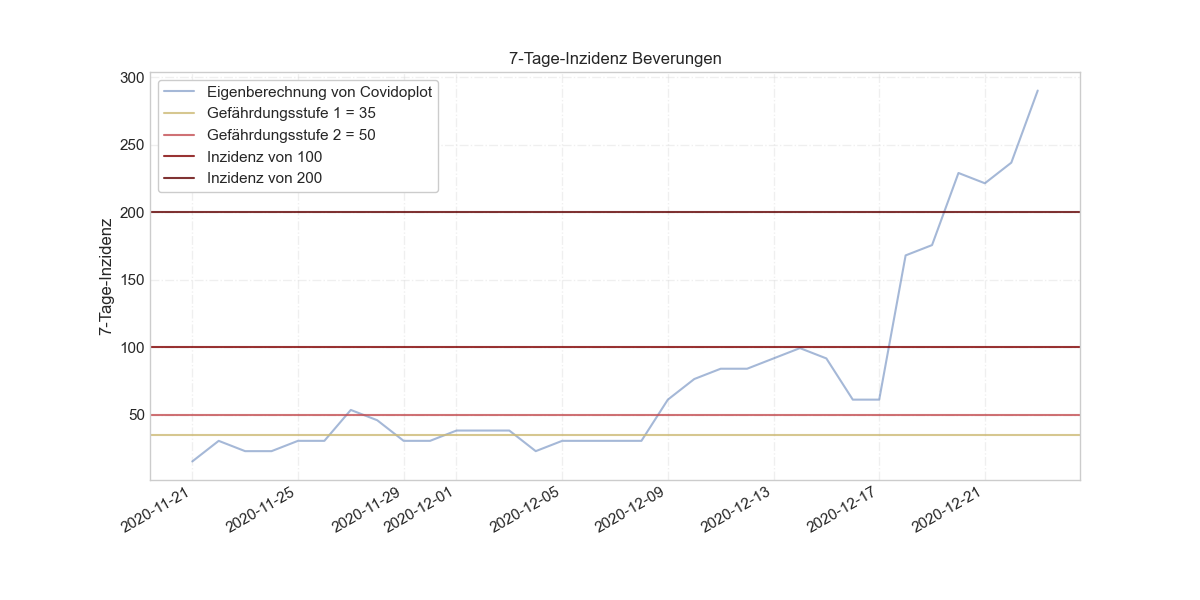 7-Tage-Inzidenz Beverungen
Eigenberechnung von Covidoplot
Gefährdungsstufe 1 = 35
Gefährdungsstufe 2 = 50
Inzidenz von 100
Inzidenz von 200
7-Tage-Inzidenz
300
250
200
150
100
50
2020-11-21
2020-11-25
2020-11-29
2020-12-01
2020-12-05
2020-12-09
2020-12-13
2020-12-17
2020-12-21